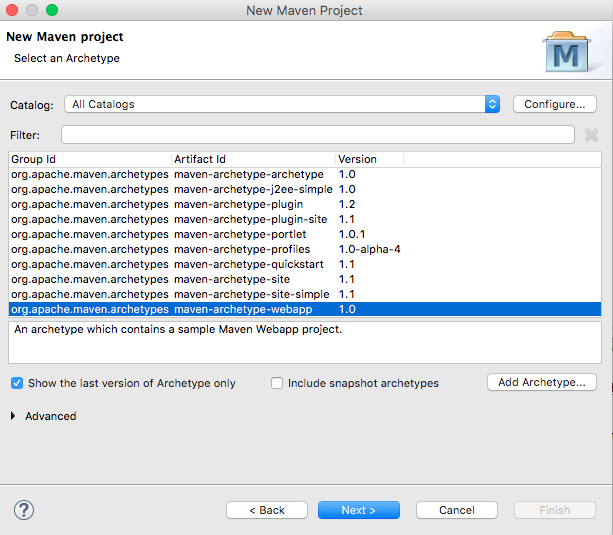 New Maven Project
New Maven project
Select an Archetype
M
Catalog: All Catalogs Configure...
Filter:
Group Id Artifact Id Version
org.apache.maven.archetypes maven-archetype-archetype 1.0
org.apache.maven.archetypes maven-archetype-j2ee-simple 1.0
org.apache.maven.archetypes maven-archetype-plugin 1.2
org.apache.maven.archetypes maven-archetype-plugin-site 1.1
org.apache.maven.archetypes maven-archetype-portlet 1.0.1
org.apache.maven.archetypes maven-archetype-profiles 1.0-alpha-4
org.apache.maven.archetypes maven-archetype-quickstart 1.1
org.apache.maven.archetypes maven-archetype-site 1.1
org.apache.maven.archetypes maven-archetype-site-simple 1.1
org.apache.maven.archetypes maven-archetype-webapp 1.0
An archetype which contains a sample Maven Webapp project.
Show the last version of Archetype only Include snapshot archetypes Add Archetype...
Advanced
? < Back Next > Cancel Finish